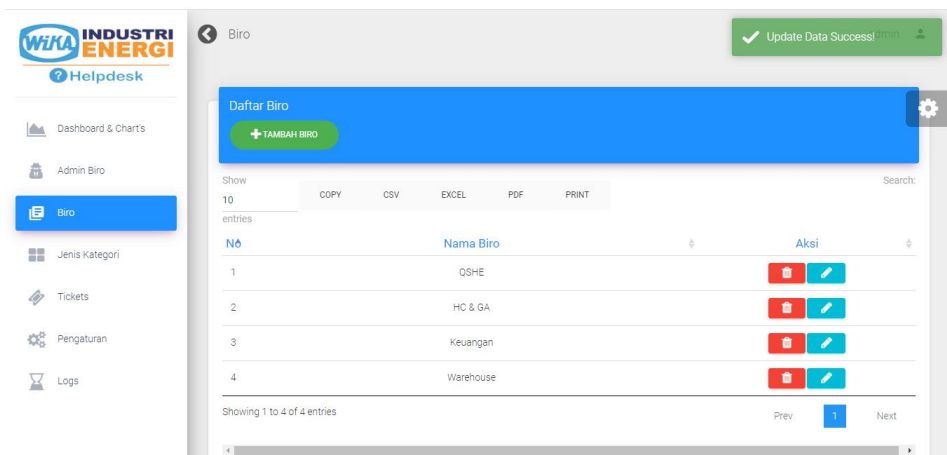 WiKA INDUSTRI
ENERGI
? Helpdesk
Biro
Update Data Success!
dmin
Dashboard & Chart's
Admin Biro
Biro
Jenis Kategori
Tickets
Pengaturan
Logs
Daftar Biro
+ TAMBAH BIRO
Show
10
entries
COPY CSV EXCEL PDF PRINT
Search:
No Nama Biro Aksi
1 QSHE
2 HC & GA
3 Keuangan
4 Warehouse
Showing 1 to 4 of 4 entries
Prev 1 Next